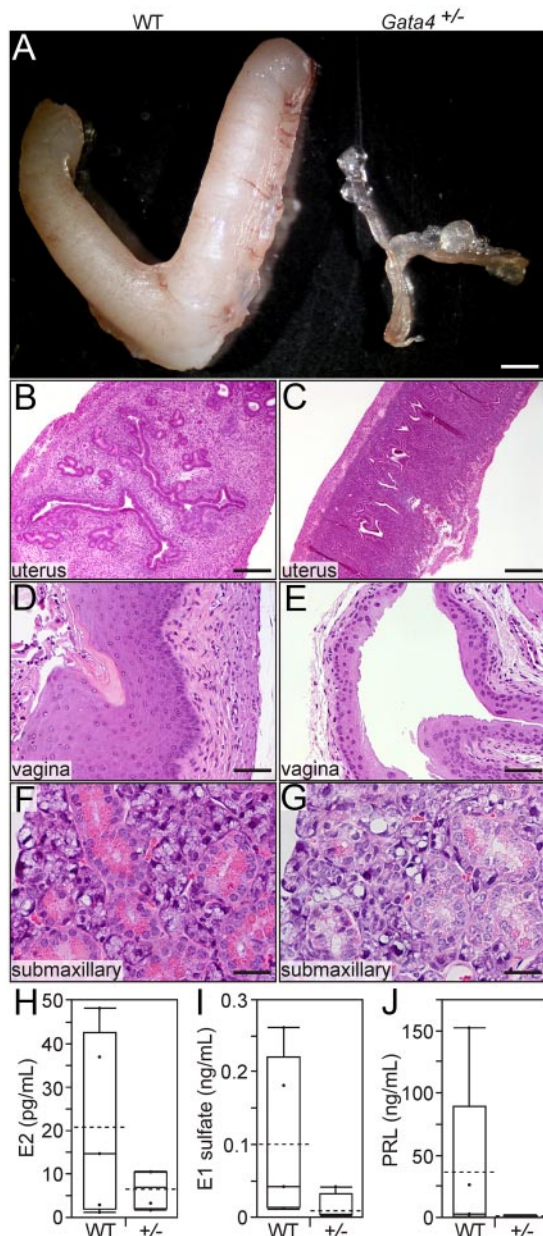 WT Gata4 +/-
A
B C
uterus uterus
D E
vagina vagina
F G
submaxillary submaxillary
H I J
E2 (pg/mL)
50
40
30
20
10
0
WT +/-
E1 sulfate (ng/mL)
0.3
0.2
0.1
0
WT +/-
PRL (ng/mL)
150
100
50
0
WT +/-